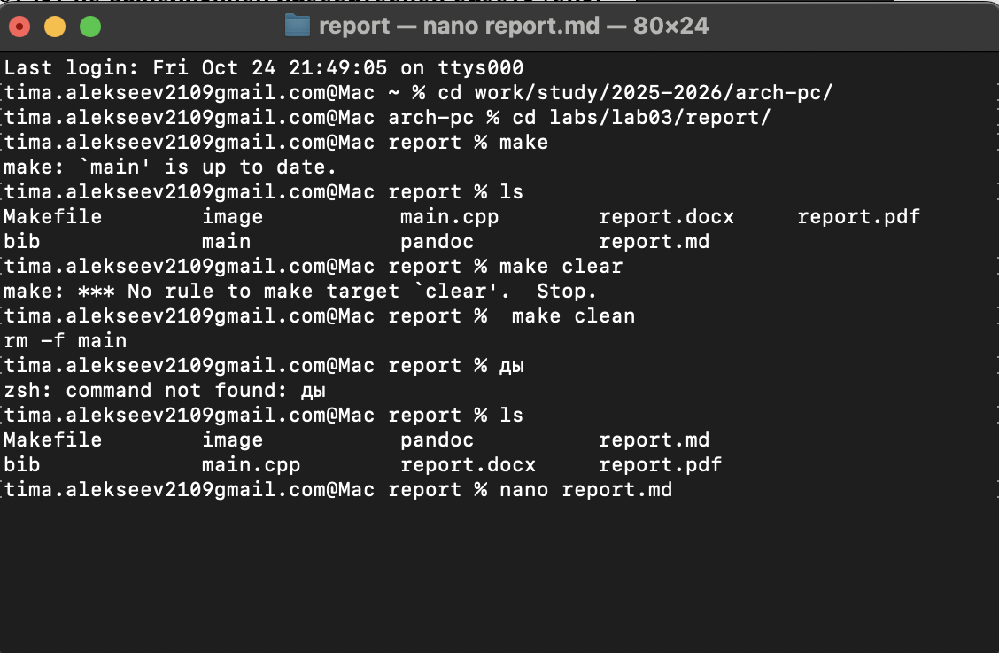 report — nano report.md — 80×24
Last login: Fri Oct 24 21:49:05 on ttys000
[tima.alekseev2109gmail.com@Mac ~ % cd work/study/2025-2026/arch-pc/
[tima.alekseev2109gmail.com@Mac arch-pc % cd labs/lab03/report/
[tima.alekseev2109gmail.com@Mac report % make
make: `main' is up to date.
[tima.alekseev2109gmail.com@Mac report % ls
Makefile image main.cpp report.docx report.pdf
bib main pandoc report.md
[tima.alekseev2109gmail.com@Mac report % make clear
make: *** No rule to make target `clear'.  Stop.
[tima.alekseev2109gmail.com@Mac report %  make clean
rm -f main
[tima.alekseev2109gmail.com@Mac report % ды
zsh: command not found: ды
[tima.alekseev2109gmail.com@Mac report % ls
Makefile image pandoc report.md
bib main.cpp report.docx report.pdf
[tima.alekseev2109gmail.com@Mac report % nano report.md